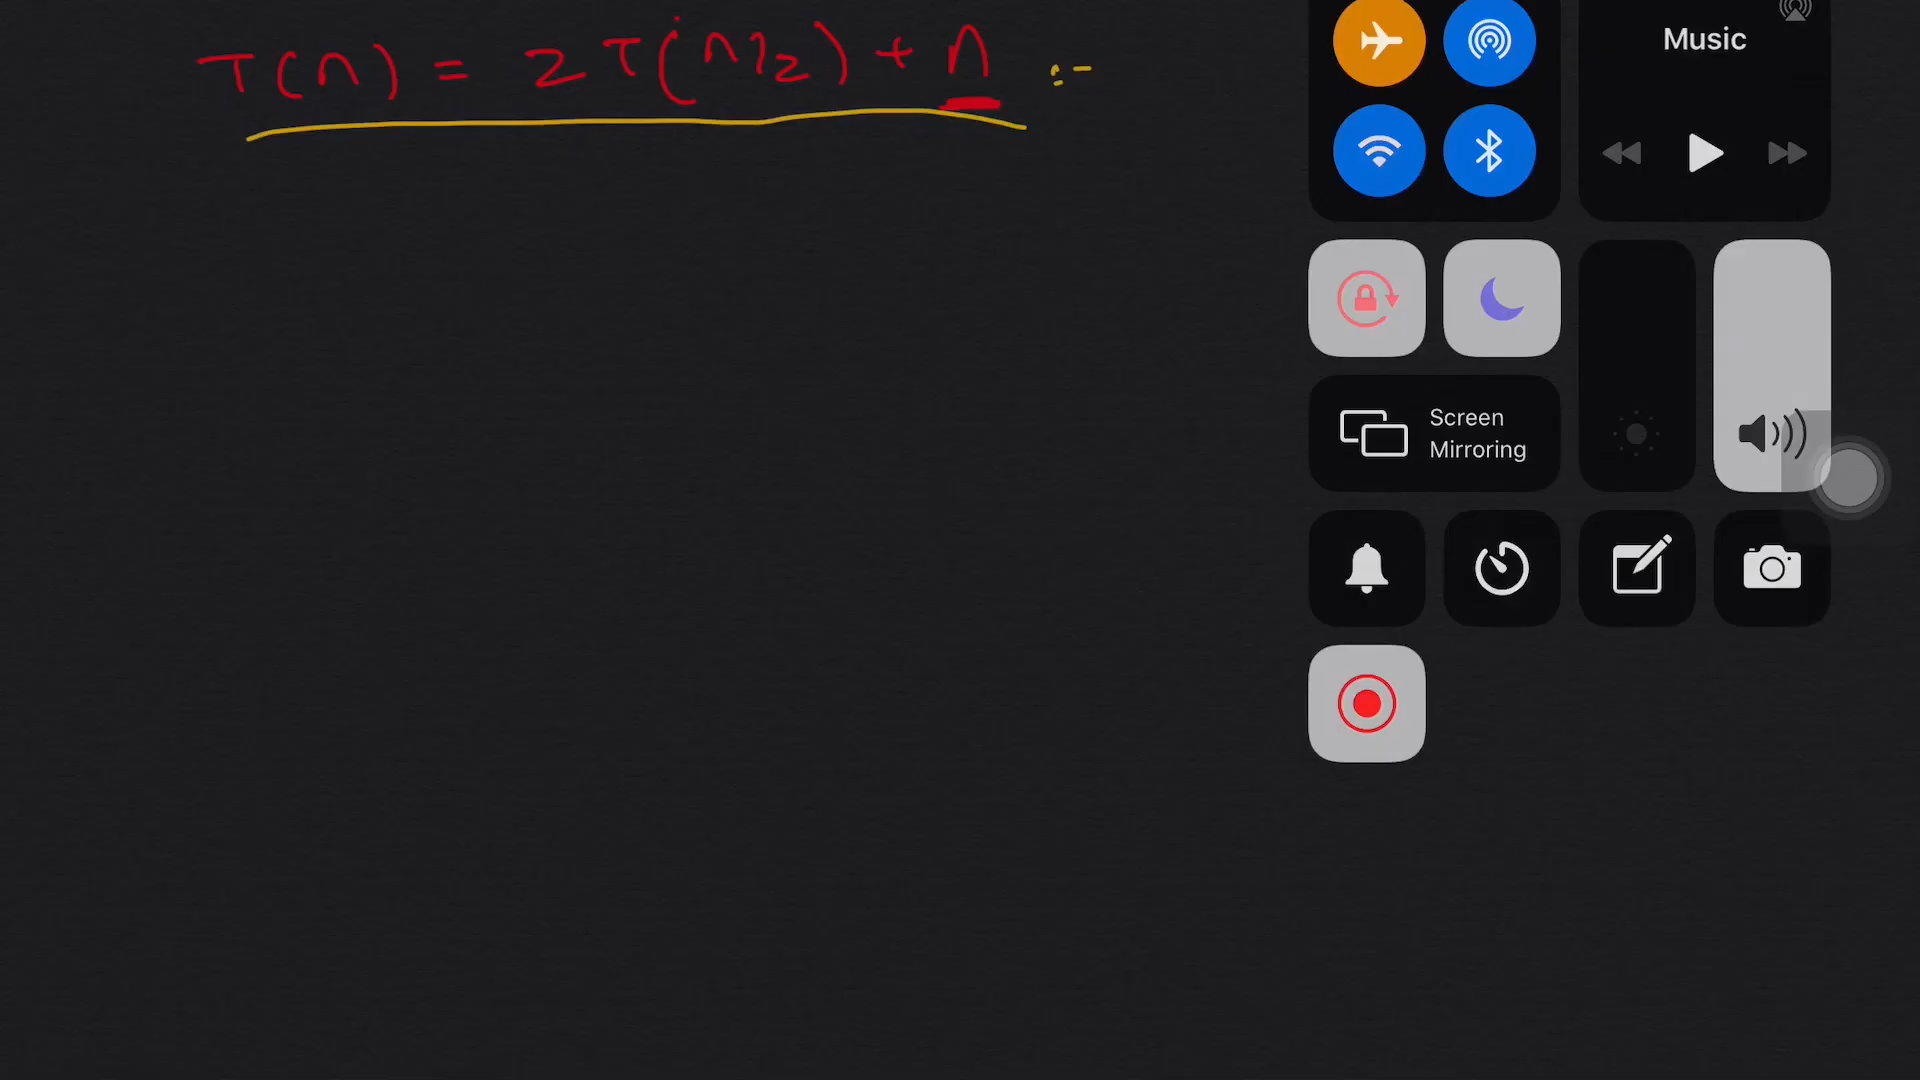 T(n) = 2T(n/2) + n :-
Music
Screen
Mirroring